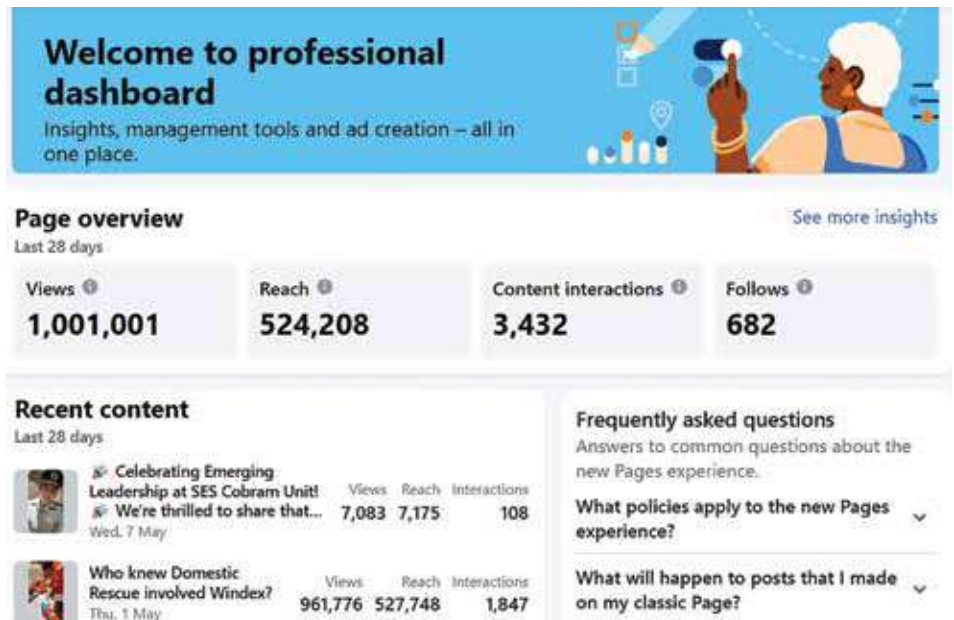 Welcome to professional
dashboard
Insights, management tools and ad creation – all in
one place.
Page overview
See more insights
Last 28 days
Views
Reach
Content interactions
Follows
1,001,001
524,208
3,432
682
Recent content
Last 28 days
🎉 Celebrating Emerging
Leadership at SES Cobram Unit!
🎉 We're thrilled to share that...
Wed, 7 May
Views Reach Interactions
7,083 7,175 108
Who knew Domestic
Rescue involved Windex?
Thu, 1 May
Views Reach Interactions
961,776 527,748 1,847
Frequently asked questions
Answers to common questions about the
new Pages experience.
What policies apply to the new Pages
experience?
What will happen to posts that I made
on my classic Page?